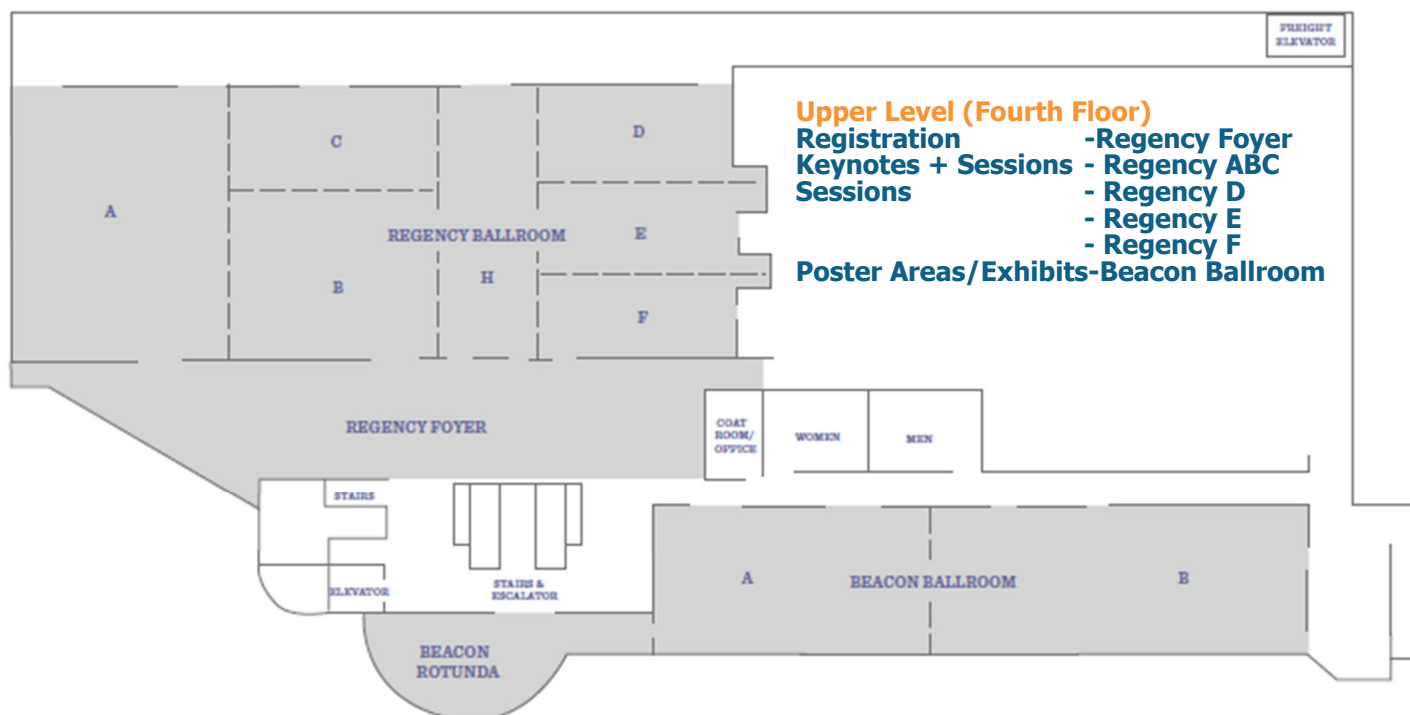 FREIGHT
ELEVATOR
Upper Level (Fourth Floor)
Registration -Regency Foyer
Keynotes + Sessions - Regency ABC
Sessions - Regency D
- Regency E
- Regency F
Poster Areas/Exhibits-Beacon Ballroom
C
D
A
REGENCY BALLROOM
E
B
H
F
REGENCY FOYER
COAT
ROOM/
OFFICE
WOMEN
MEN
STAIRS
ELEVATOR
STAIRS &
ESCALATOR
A
BEACON BALLROOM
B
BEACON
ROTUNDA